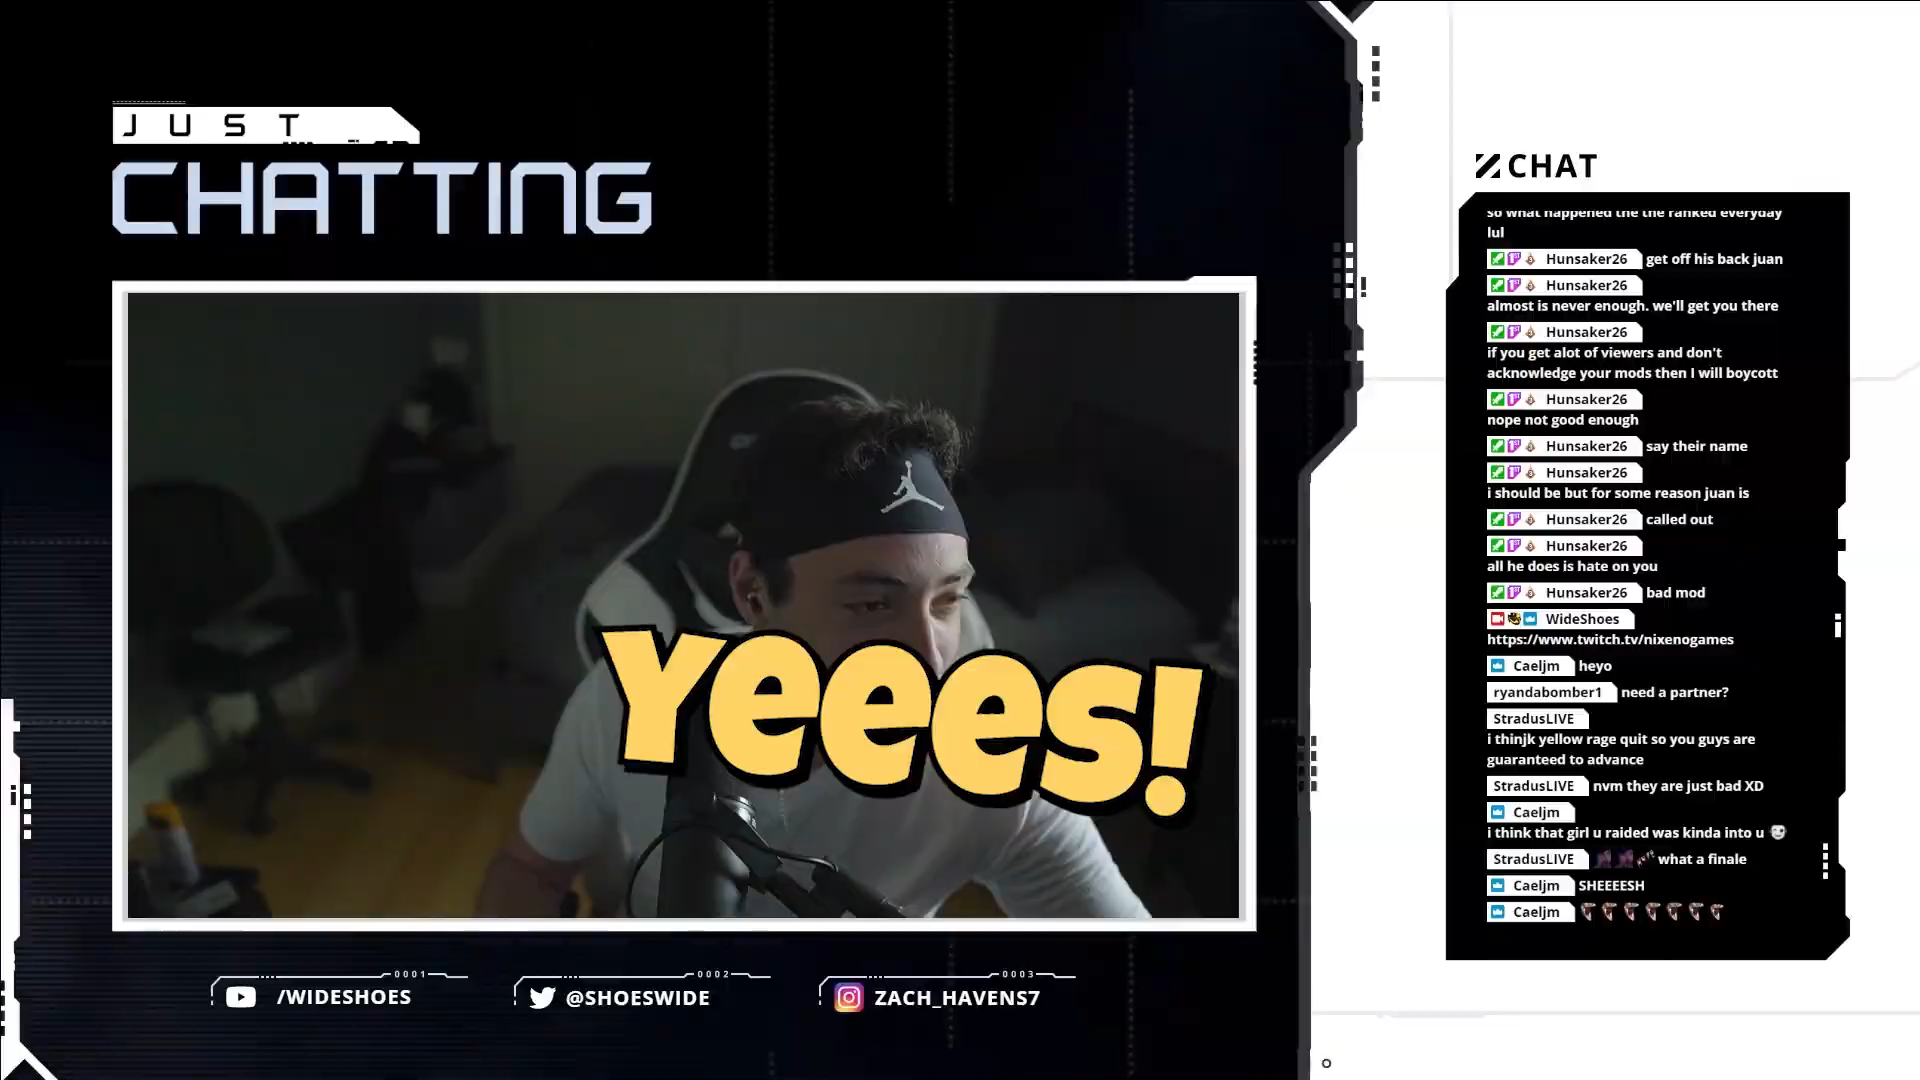 JUST
CHATTING
Yeees!
0001
/WIDESHOES
0002
@SHOESWIDE
0003
ZACH_HAVENS7
CHAT
so what happened the the ranked everyday
lul
Hunsaker26 get off his back juan
Hunsaker26
almost is never enough. we'll get you there
Hunsaker26
if you get alot of viewers and don't
acknowledge your mods then I will boycott
Hunsaker26
nope not good enough
Hunsaker26 say their name
Hunsaker26
i should be but for some reason juan is
Hunsaker26 called out
Hunsaker26
all he does is hate on you
Hunsaker26 bad mod
WideShoes
https://www.twitch.tv/nixenogames
Caeljm heyo
ryandabomber1 need a partner?
StradusLIVE
i thinjk yellow rage quit so you guys are
guaranteed to advance
StradusLIVE nvm they are just bad XD
Caeljm
i think that girl u raided was kinda into u
StradusLIVE what a finale
Caeljm SHEEEESH
Caeljm